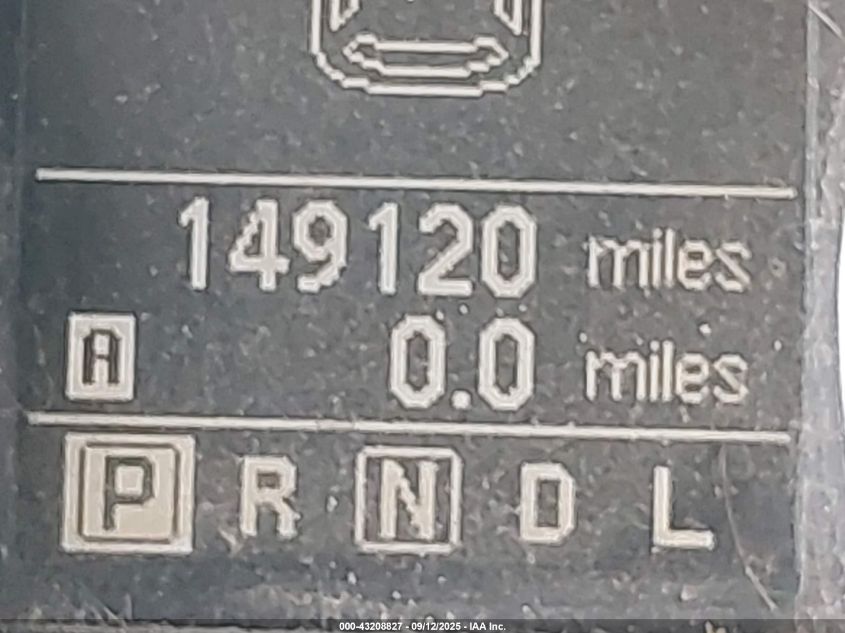 149120 miles
A 0.0 miles
P R N D L
000-43208827 - 09/12/2025 - IAA Inc.